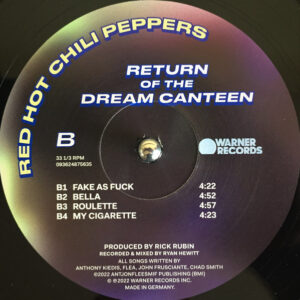 RED HOT CHILI PEPPERS
RETURN
OF THE
DREAM CANTEEN
B
33 1/3 RPM
093624875635
WARNER
RECORDS
B1 FAKE AS FUCK 4:22
B2 BELLA 4:52
B3 ROULETTE 4:57
B4 MY CIGARETTE 4:23
PRODUCED BY RICK RUBIN
RECORDED & MIXED BY RYAN HEWITT
ALL SONGS WRITTEN BY
ANTHONY KIEDIS, FLEA, JOHN FRUSCIANTE, CHAD SMITH
©2022 ANTJONFLEESMIF PUBLISHING (BMI)
℗©2022 WARNER RECORDS INC.
MADE IN GERMANY.